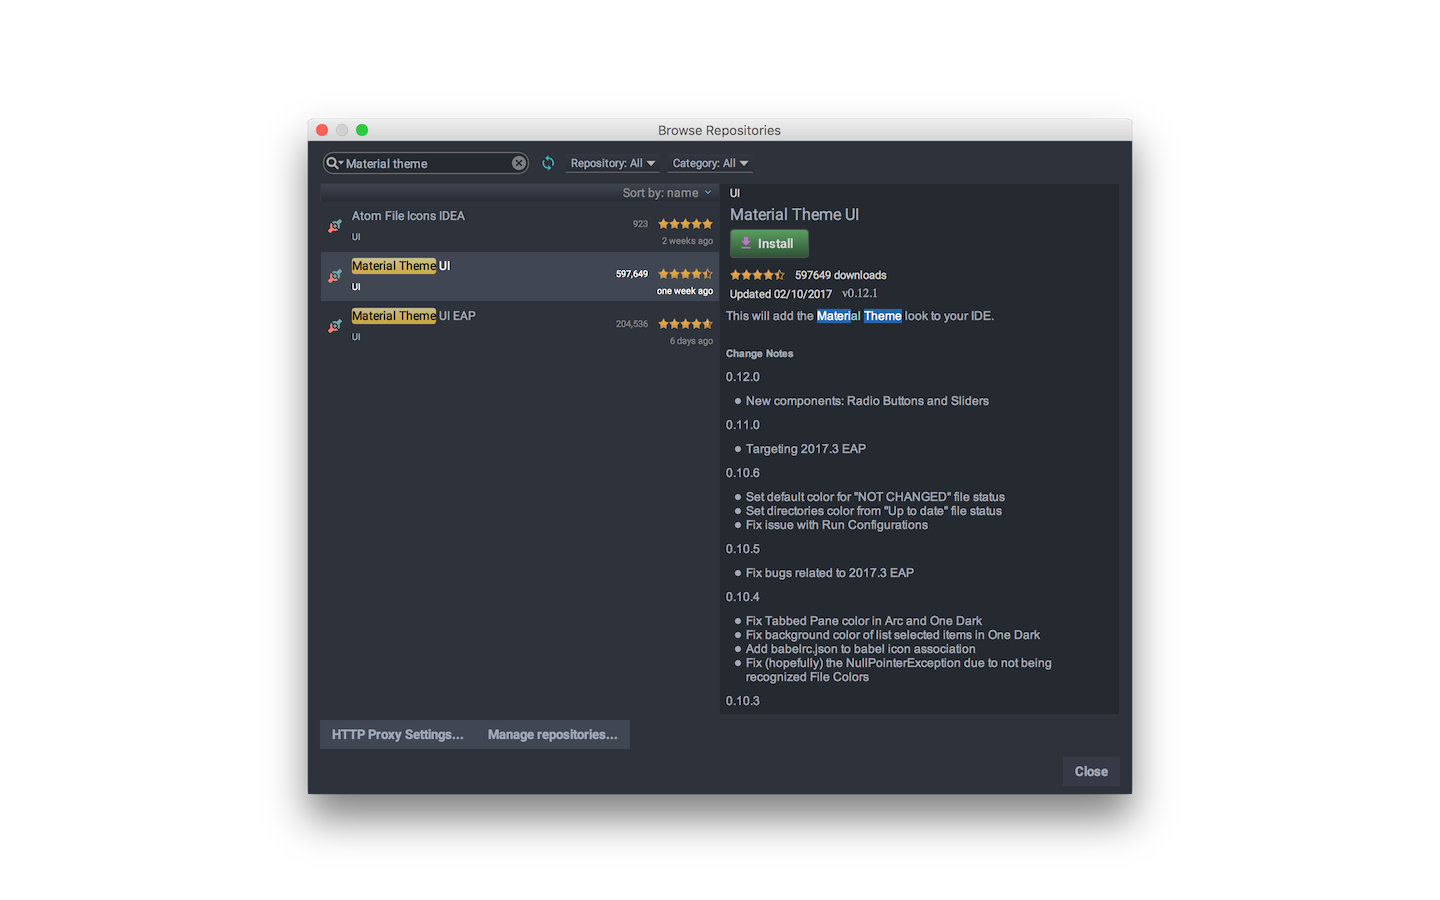 Browse Repositories
Material theme
Repository: All
Category: All
Sort by: name
Atom File Icons IDEA
923
UI
2 weeks ago
Material Theme UI
597,649
UI
one week ago
Material Theme UI EAP
204,536
UI
6 days ago
UI
Material Theme UI
Install
597649 downloads
Updated 02/10/2017 v0.12.1
This will add the Material Theme look to your IDE.
Change Notes
0.12.0
New components: Radio Buttons and Sliders
0.11.0
Targeting 2017.3 EAP
0.10.6
Set default color for "NOT CHANGED" file status
Set directories color from "Up to date" file status
Fix issue with Run Configurations
0.10.5
Fix bugs related to 2017.3 EAP
0.10.4
Fix Tabbed Pane color in Arc and One Dark
Fix background color of list selected items in One Dark
Add babelrc.json to babel icon association
Fix (hopefully) the NullPointerException due to not being
recognized File Colors
0.10.3
HTTP Proxy Settings...
Manage repositories...
Close